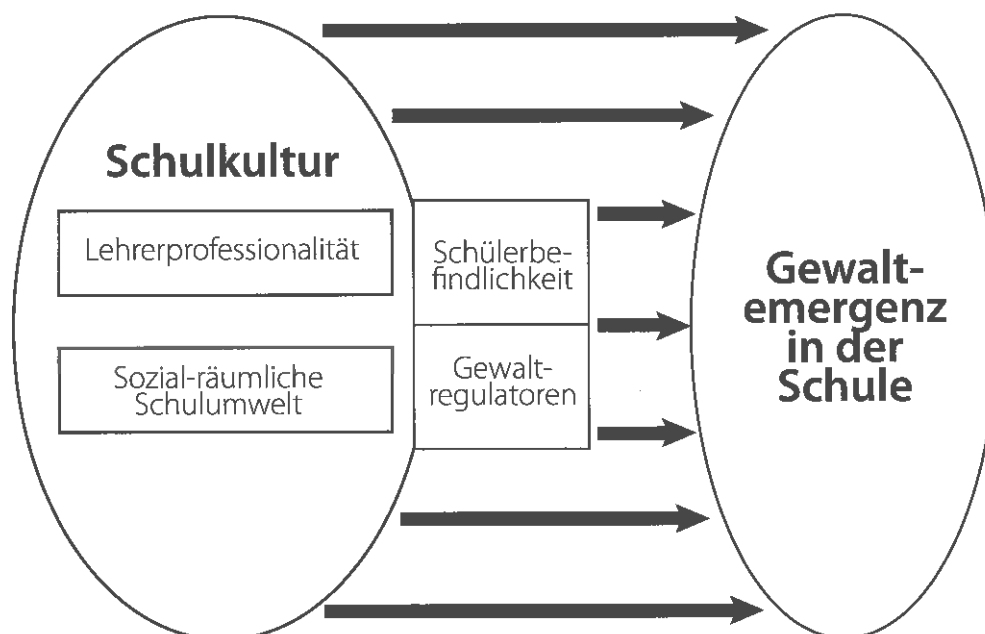 Schulkultur
Lehrerprofessionalität
Sozial-räumliche
Schulumwelt
Schülerbe-
findlichkeit
Gewalt-
regulatoren
Gewalt-
emergenz
in der
Schule